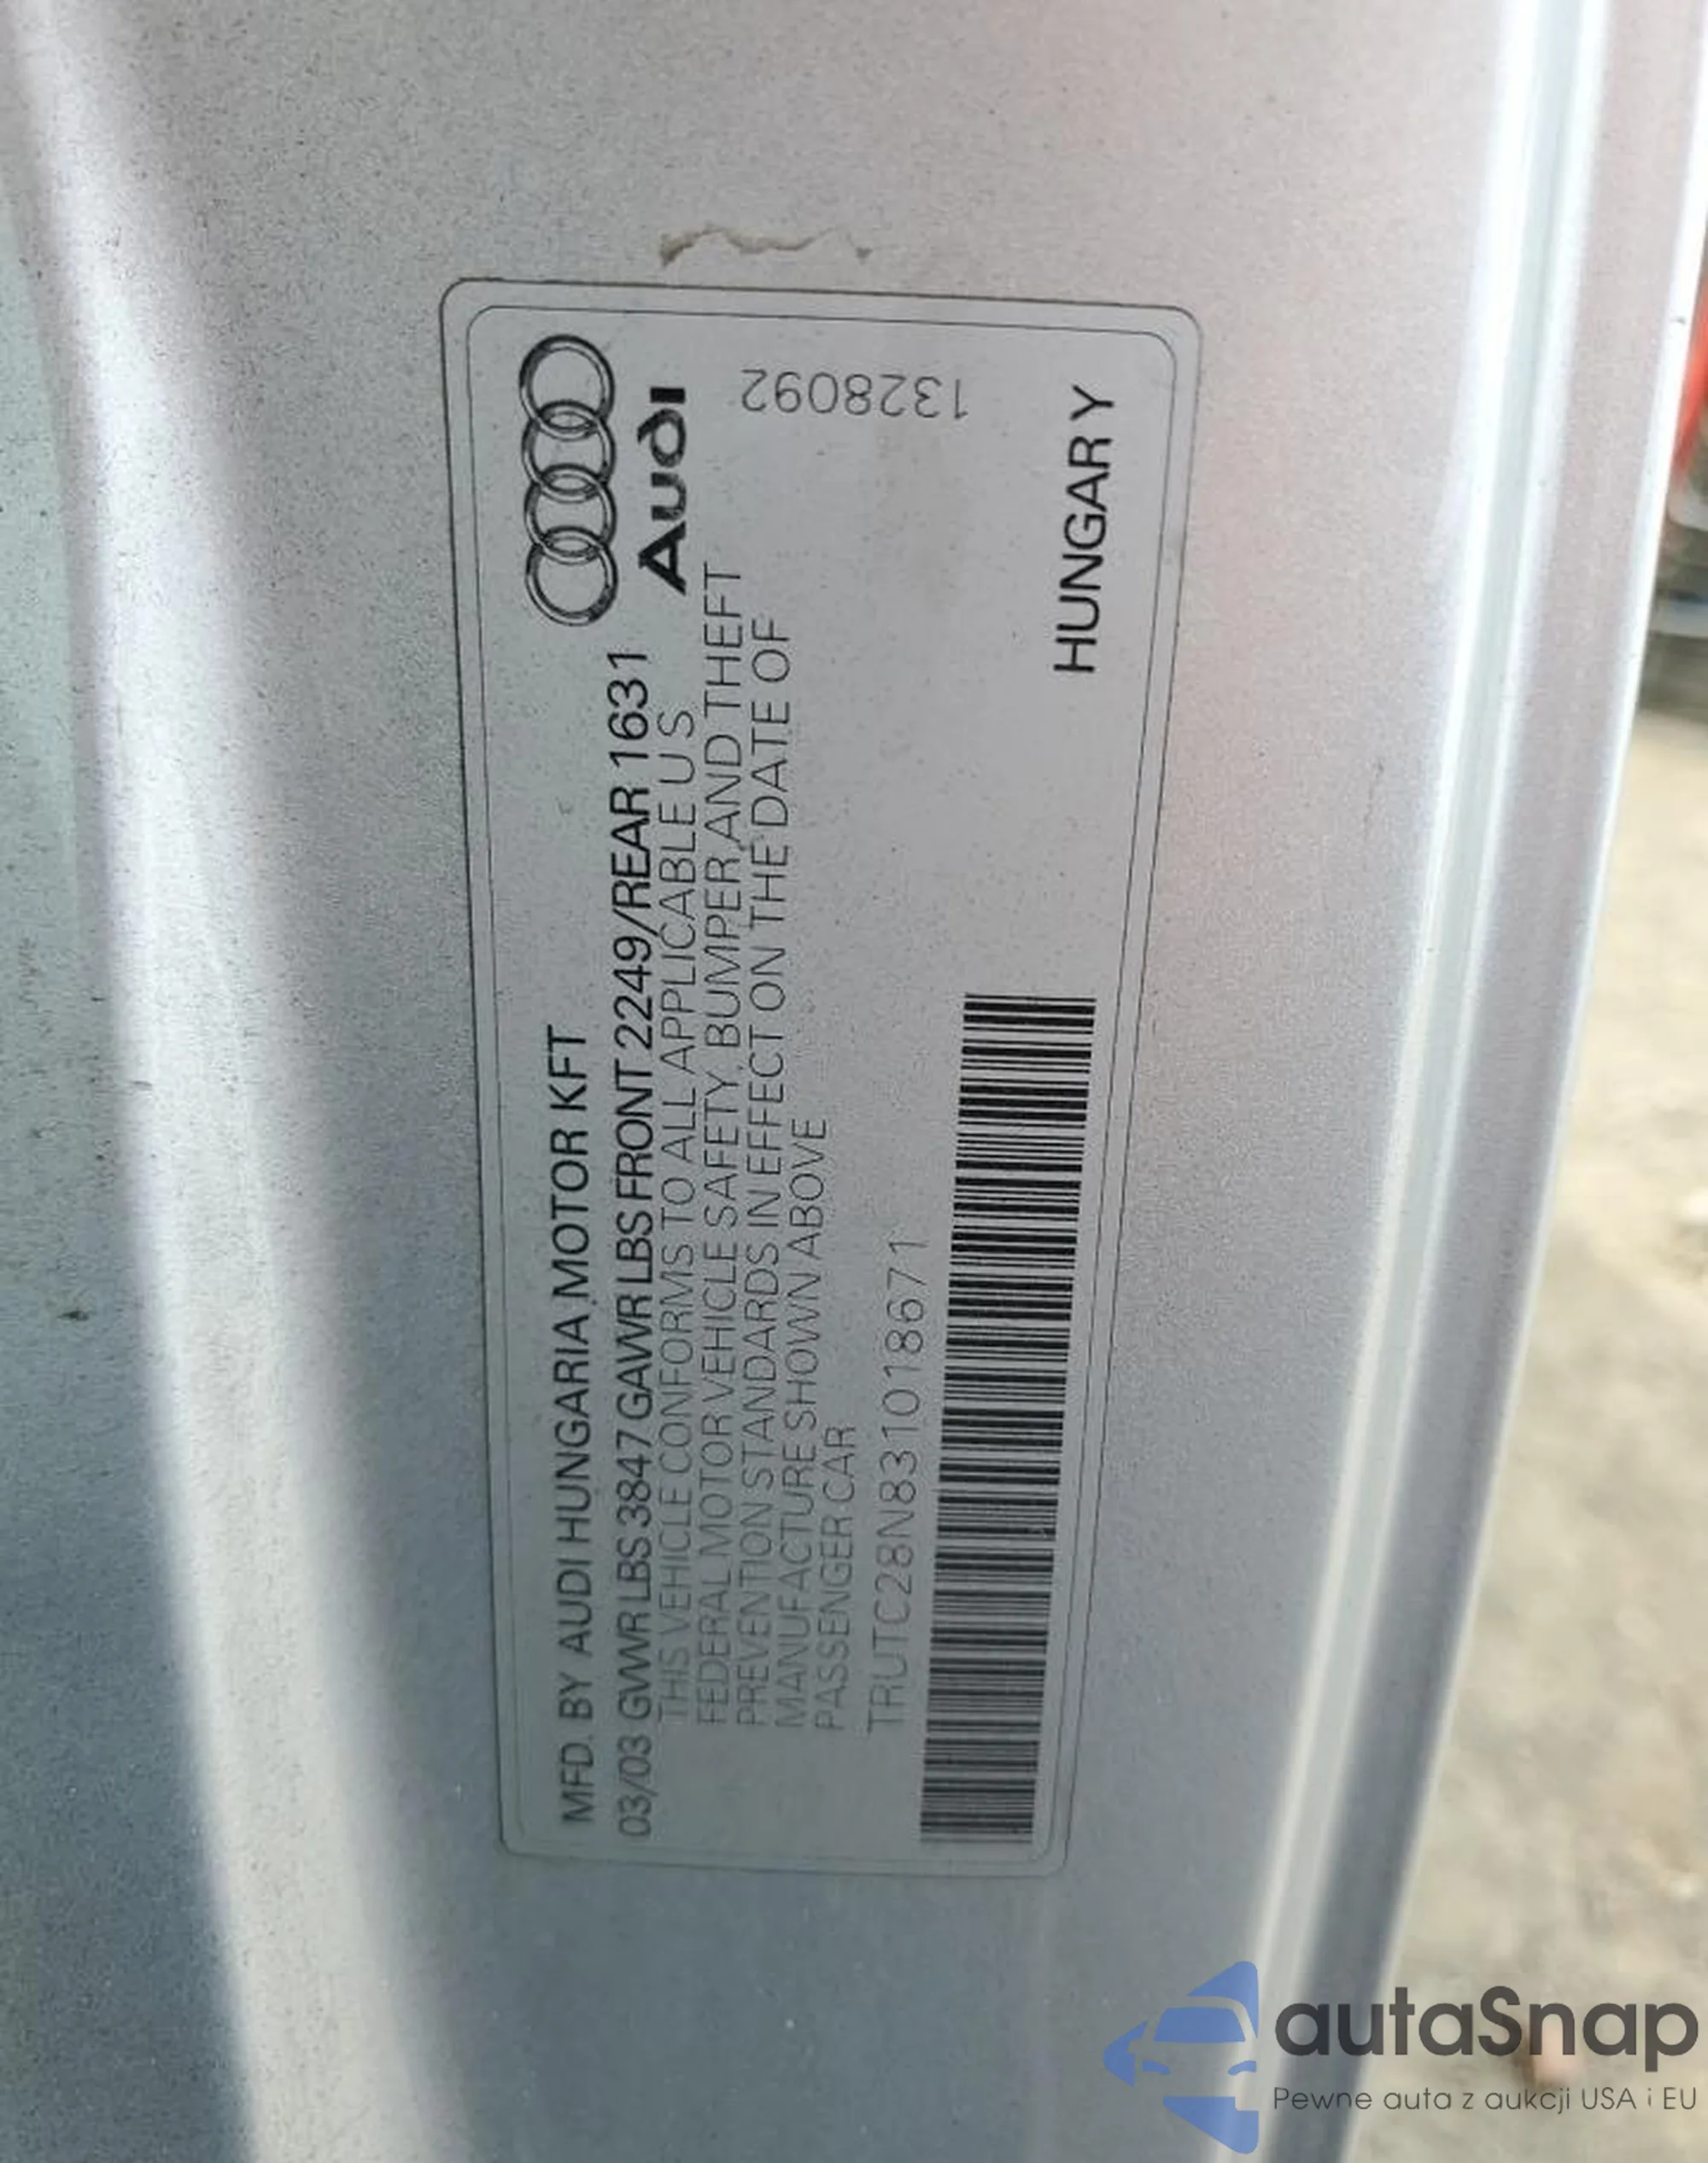 MFD. BY AUDI HUNGARIA MOTOR KFT
03/03 GWR LBS 3847 GAWR LBS FRONT 2249/REAR 1631
THIS VEHICLE CONFORMS TO ALL APPLICABLE US
FEDERAL MOTOR VEHICLE SAFETY, BUMPER, AND THEFT
PREVENTION STANDARDS IN EFFECT ON THE DATE OF
MANUFACTURE SHOWN ABOVE
PASSENGER CAR
TRUTC28N831018671
Audi
1328092
HUNGARY
autaSnap
Pewne auta z aukcji USA i EU